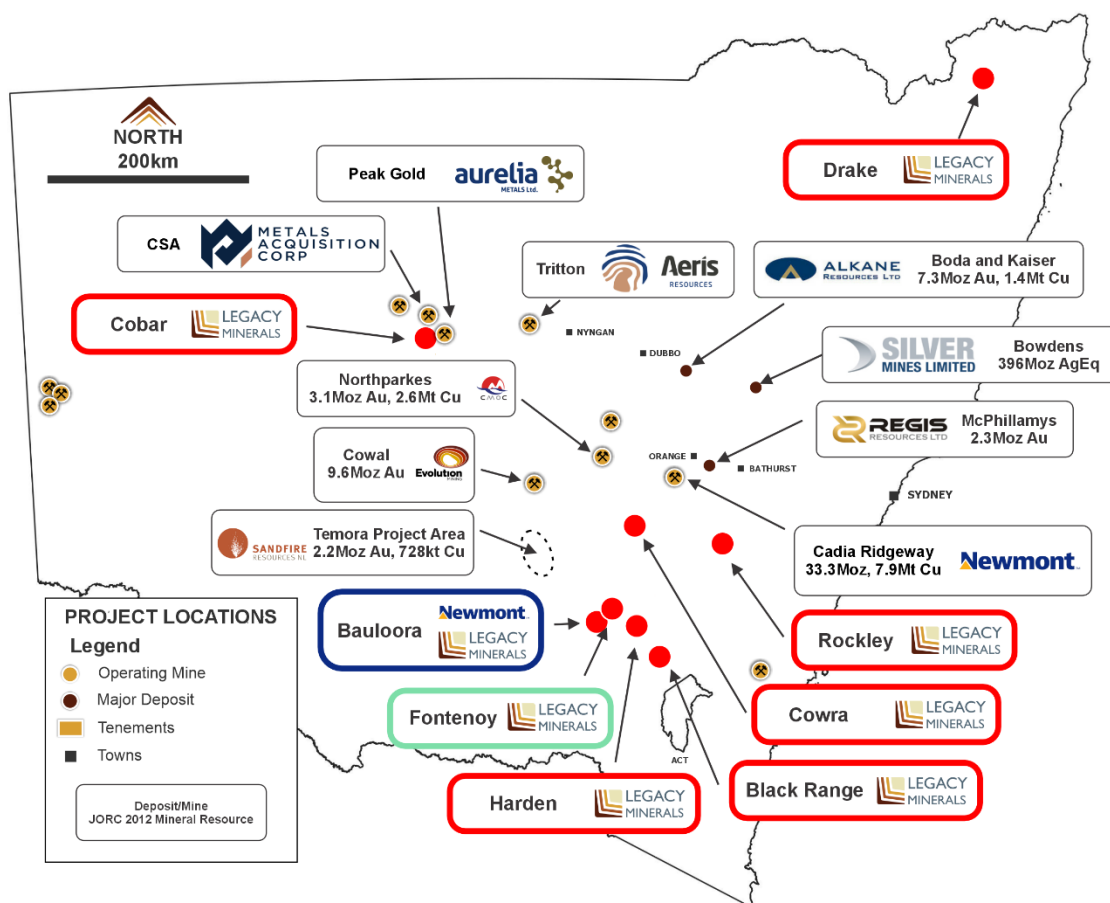 NORTH
200km
Peak Gold
aurelia
METALS Ltd.
CSA
METALS
ACQUISITION
CORP
Drake
LEGACY
MINERALS
Tritton
Aeris
RESOURCES
ALKANE
RESOURCES LTD
Boda and Kaiser
7.3Moz Au, 1.4Mt Cu
Cobar
LEGACY
MINERALS
NYNGAN
DUBBO
SILVER
MINES LIMITED
Bowdens
396Moz AgEq
Northparkes
3.1Moz Au, 2.6Mt Cu
CMOC
REGIS
RESOURCES LTD
McPhillamys
2.3Moz Au
Cowal
9.6Moz Au
Evolution
MINING
ORANGE
BATHURST
SYDNEY
SANDFIRE
RESOURCES NL
Temora Project Area
2.2Moz Au, 728kt Cu
Cadia Ridgeway
33.3Moz, 7.9Mt Cu
Newmont
Bauloora
Newmont
LEGACY
MINERALS
Rockley
LEGACY
MINERALS
Fontenoy
LEGACY
MINERALS
Cowra
LEGACY
MINERALS
ACT
Harden
LEGACY
MINERALS
Black Range
LEGACY
MINERALS
PROJECT LOCATIONS
Legend
Operating Mine
Major Deposit
Tenements
Towns
Deposit/Mine
JORC 2012 Mineral Resource